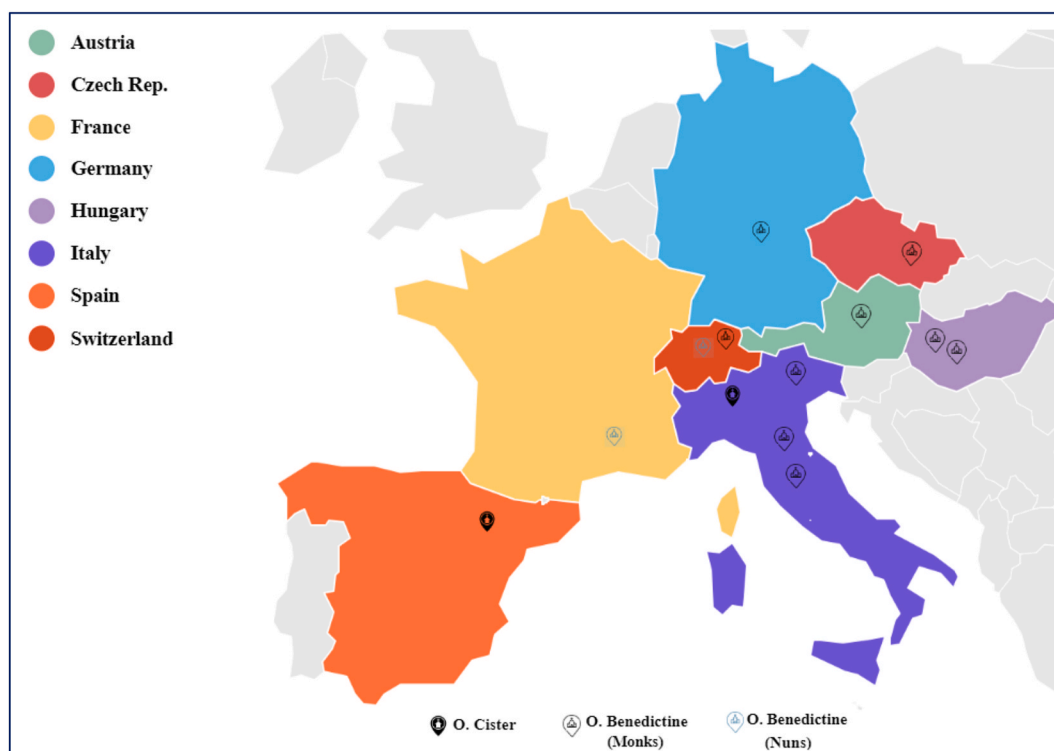 Austria
Czech Rep.
France
Germany
Hungary
Italy
Spain
Switzerland
O. Cister
O. Benedictine
(Monks)
O. Benedictine
(Nuns)